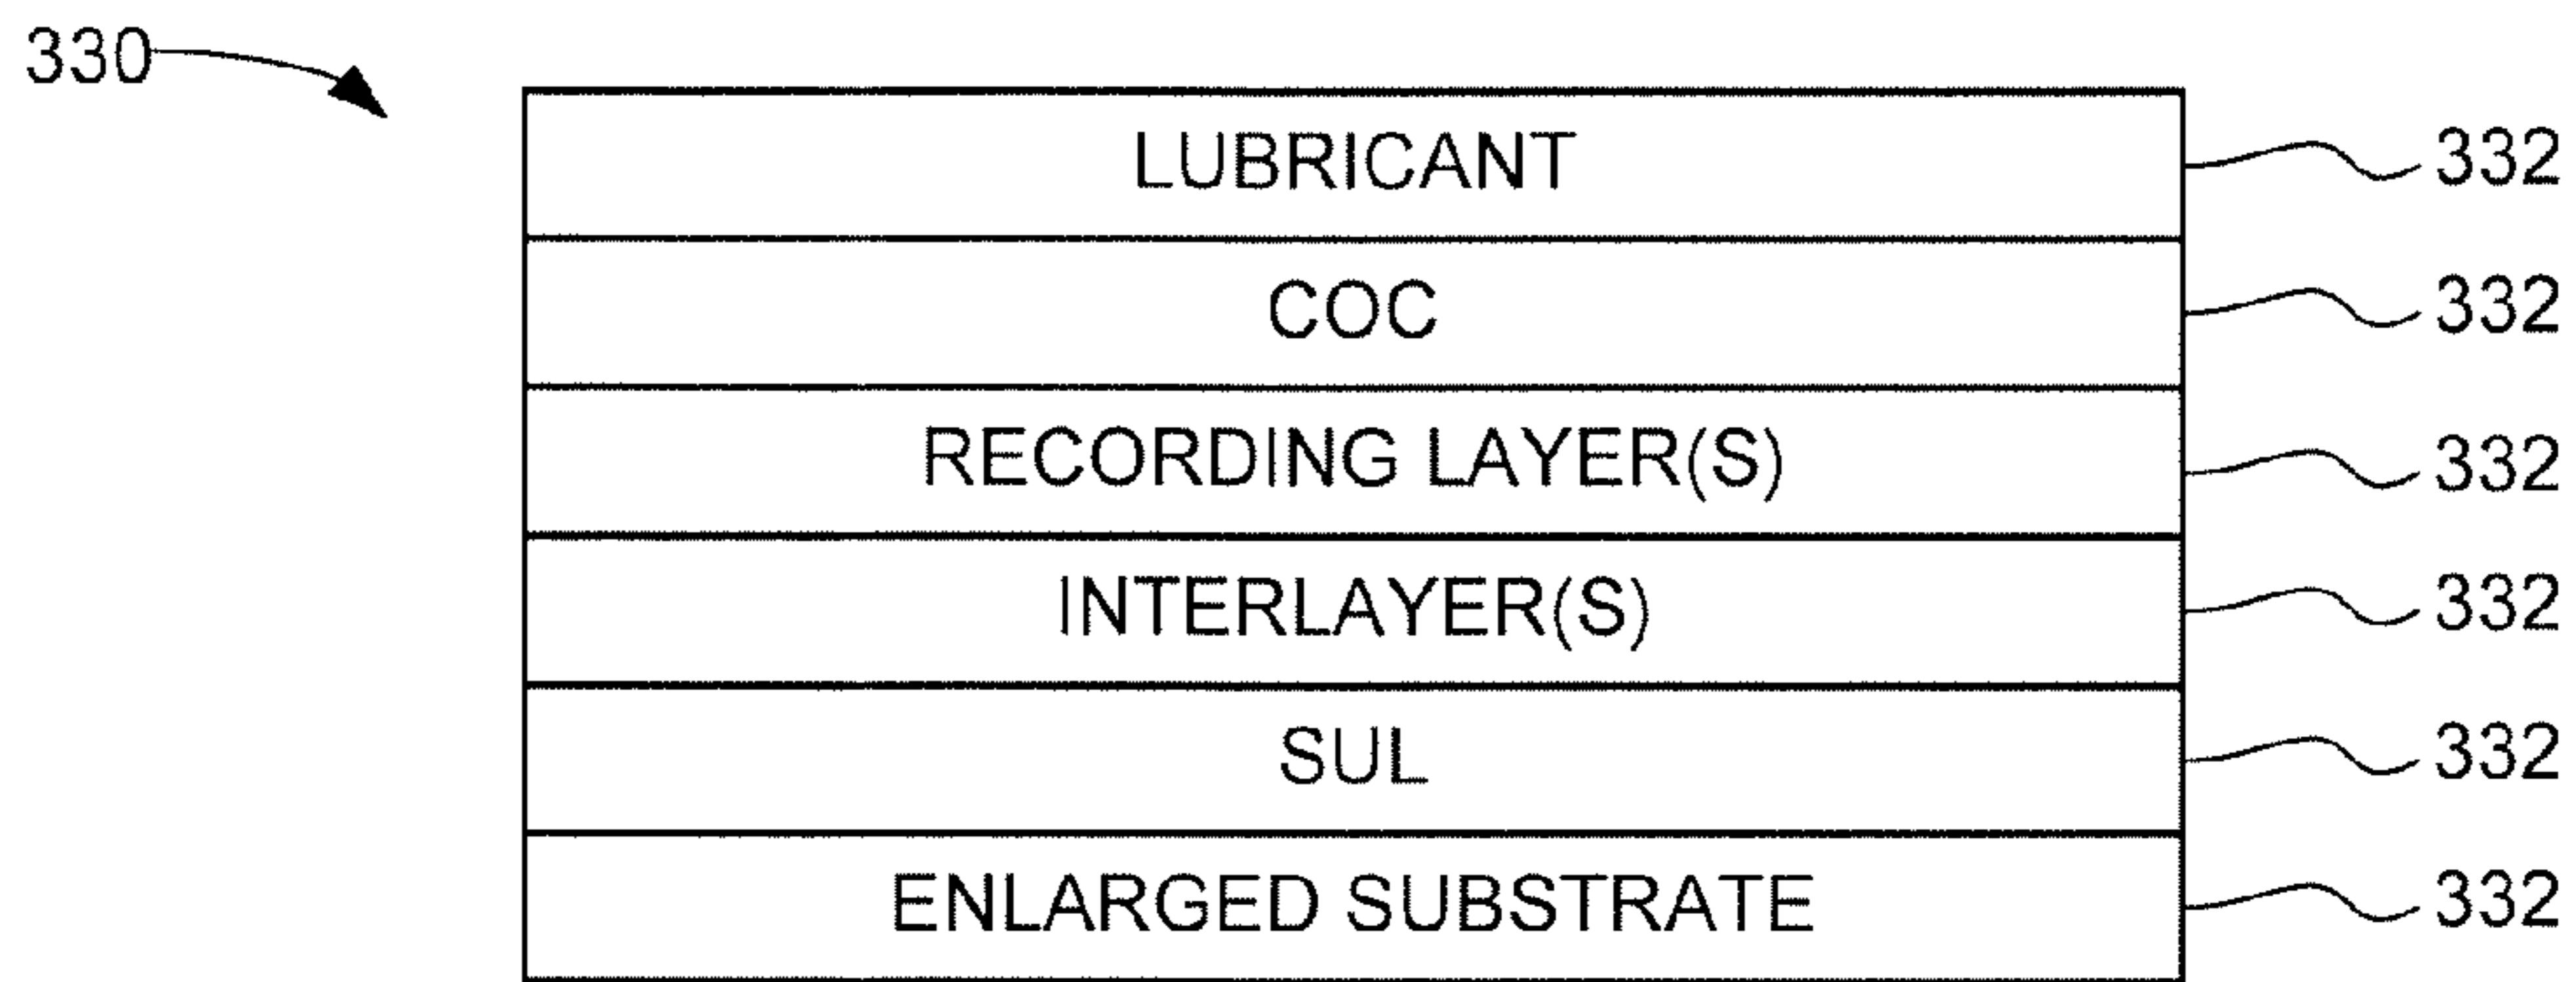 330
LUBRICANT 332
COC 332
RECORDING LAYER(S) 332
INTERLAYER(S) 332
SUL 332
ENLARGED SUBSTRATE 332